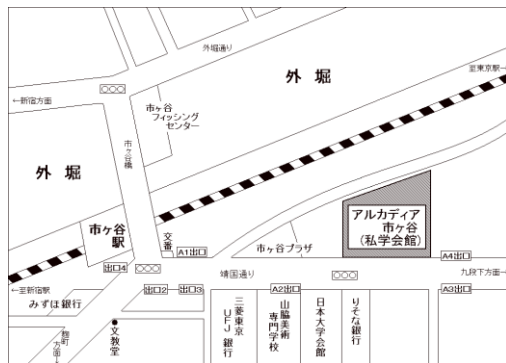 外堀通り
外 堀
至東京駅→
←新宿方面
市ヶ谷
フィッシング
センター
市ヶ谷橋
外 堀
アルカディア
市ヶ谷
(私学会館)
市ヶ谷
駅
交番
A1出口
市ヶ谷プラザ
A4出口
出口4
靖国通り
九段下方面→
←至新宿駅
出口2
出口3
A2出口
A3出口
みずほ銀行
麹町方面→
文教堂
三菱東京
UFJ銀行
山脇美術
専門学校
日本大学会館
りそな銀行